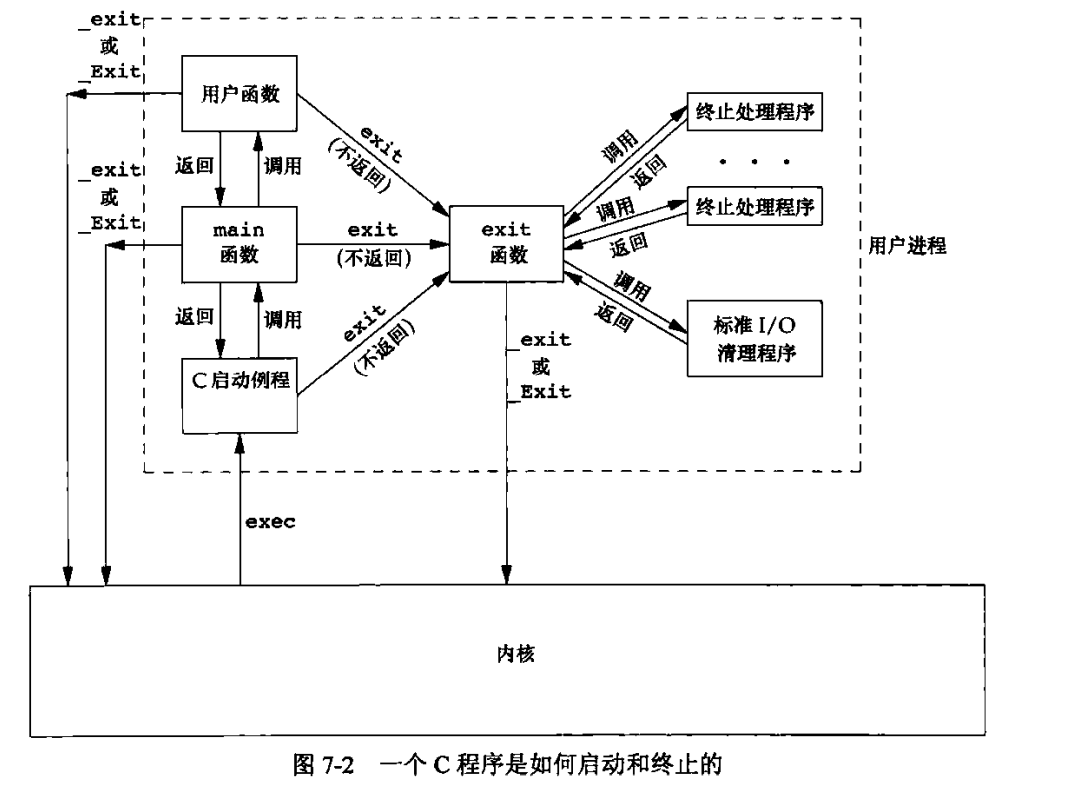 _exit
或
_Exit
用户函数
exit
(不返回)
返回
调用
_exit
或
_Exit
main
函数
exit
(不返回)
返回
调用
C 启动例程
exit
(不返回)
exit
函数
调用
返回
终止处理程序
. . .
调用
返回
终止处理程序
调用
返回
标准 I/O
清理程序
用户进程
_exit
或
_Exit
exec
内核
图 7-2 一个 C 程序是如何启动和终止的